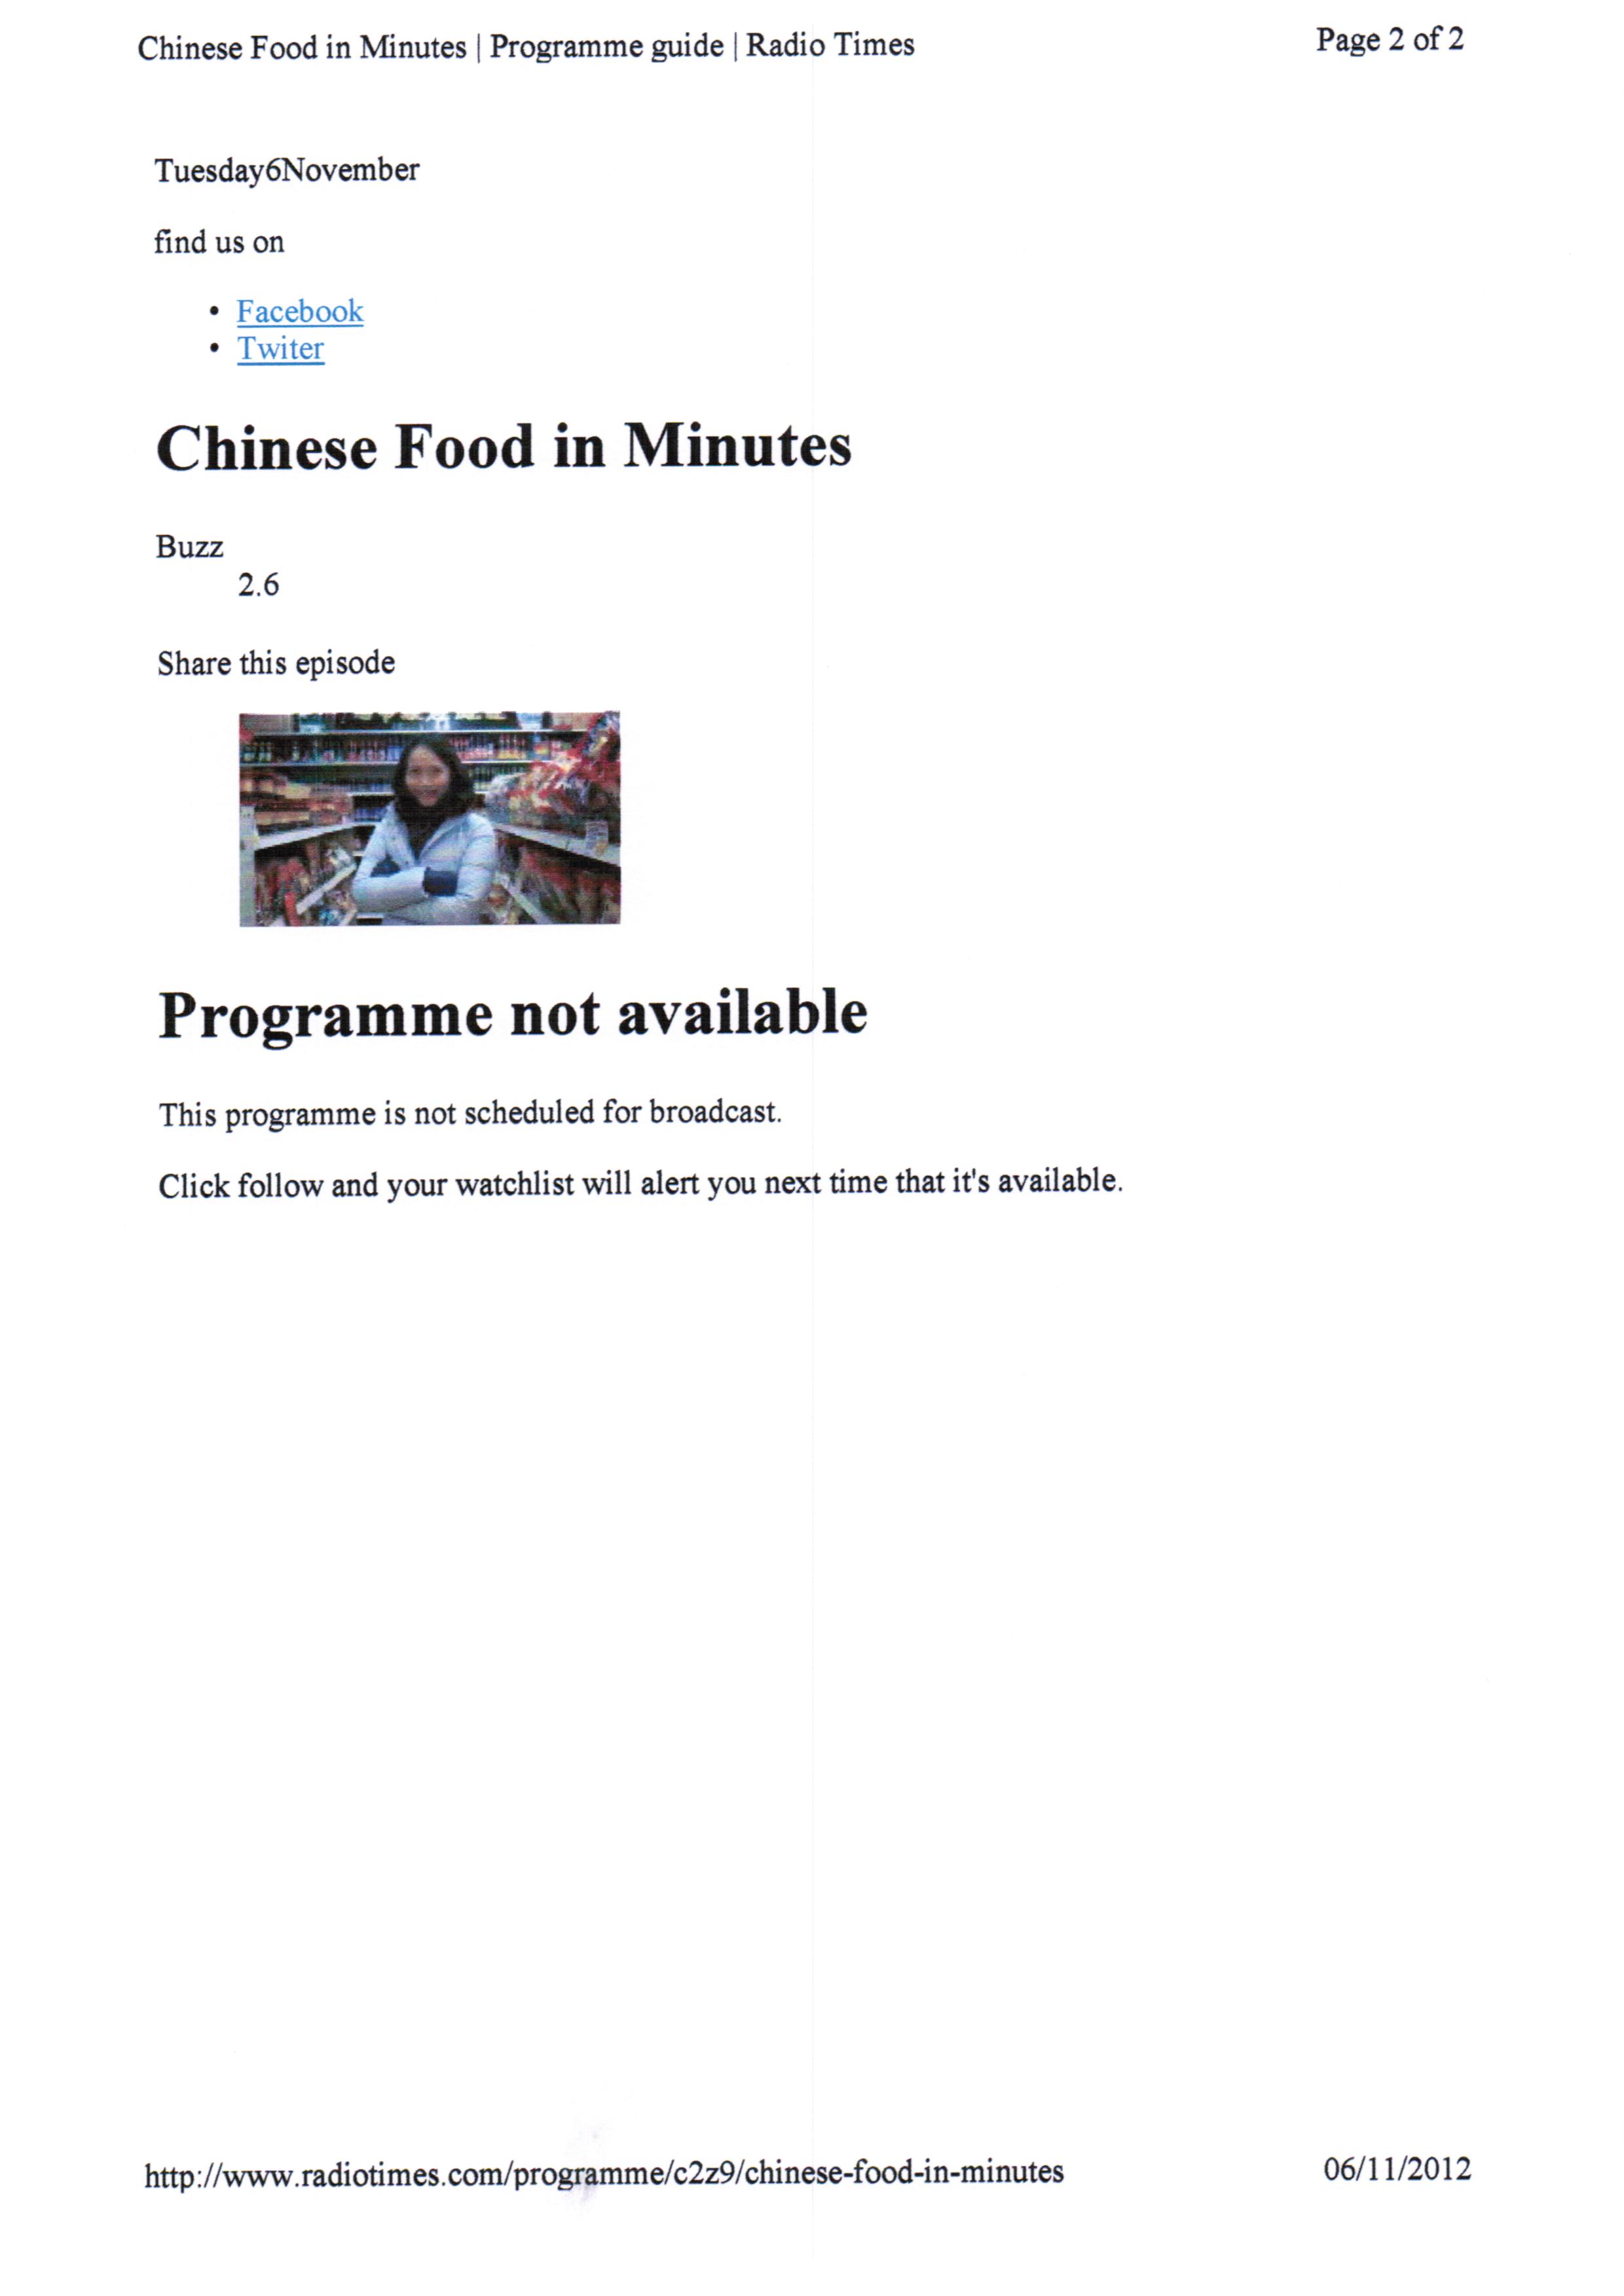 Chinese Food in Minutes | Programme guide | Radio Times
Page 2 of 2
Tuesday6November
find us on
• Facebook
• Twiter
Chinese Food in Minutes
Buzz
2.6
Share this episode
Programme not available
This programme is not scheduled for broadcast.
Click follow and your watchlist will alert you next time that it's available.
http://www.radiotimes.com/programme/c2z9/chinese-food-in-minutes
06/11/2012